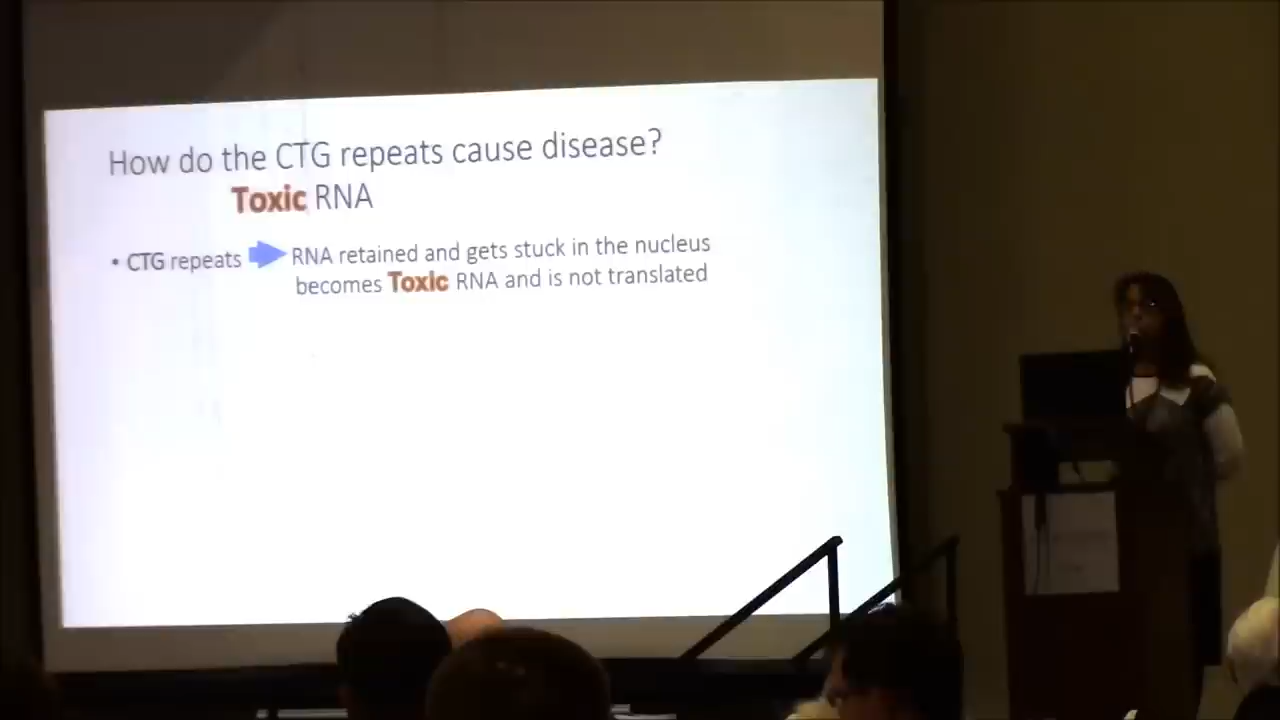 How do the CTG repeats cause disease?
Toxic RNA
• CTG repeats RNA retained and gets stuck in the nucleus
becomes Toxic RNA and is not translated